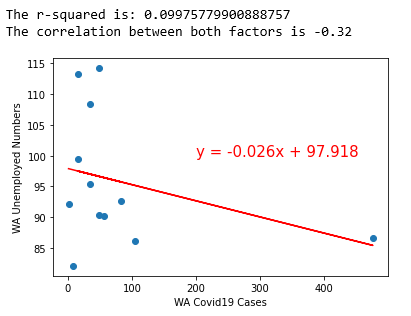 The r-squared is: 0.09975779900888757
The correlation between both factors is -0.32
115
110
105
100
95
90
85
WA Unemployed Numbers
y = -0.026x + 97.918
0
100
200
300
400
WA Covid19 Cases